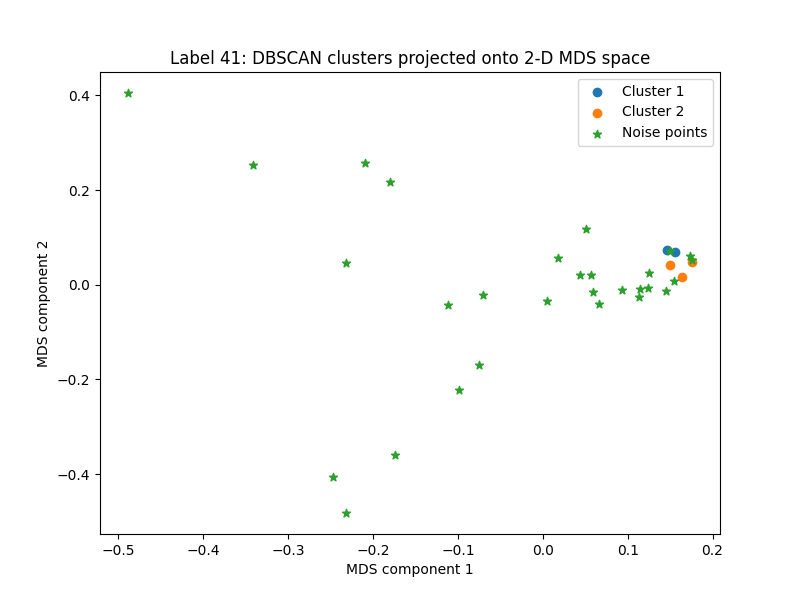 Label 41: DBSCAN clusters projected onto 2-D MDS space
Cluster 1
Cluster 2
Noise points
MDS component 2
0.4
0.2
0.0
−0.2
−0.4
−0.5
−0.4
−0.3
−0.2
−0.1
0.0
0.1
0.2
MDS component 1